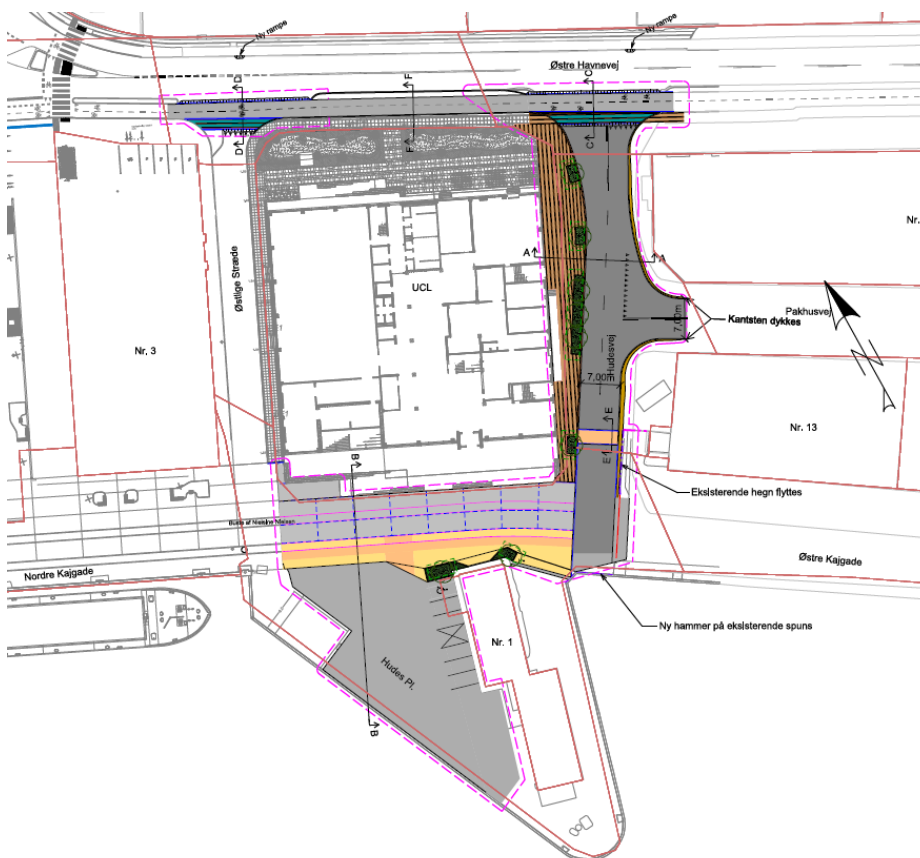 Ny rampe
Ny rampe
Østre Havnevej
D
F
C
D
F
C
A
A
UCL
Østlige Stræde
Nr.
Pakhusvej
Kantsten dykkes
7,00m
Nr. 3
Hudesvej
7,00m
N
E
Nr. 13
E
B
Eksisterende hegn flyttes
Østre Kajgade
Nordre Kajgade
Ny hammer på eksisterende spuns
Nr. 1
Hudes Pl.
B